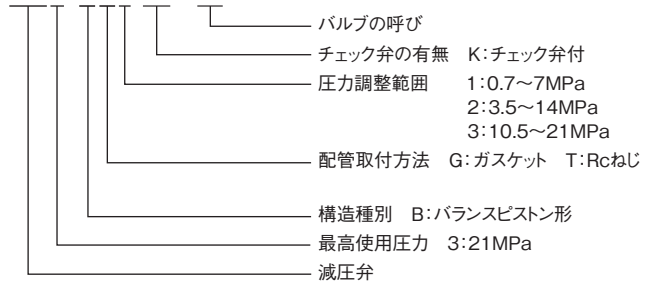 バルブの呼び
チェック弁の有無 K:チェック弁付
圧力調整範囲 1:0.7〜7MPa
2:3.5〜14MPa
3:10.5〜21MPa
配管取付方法 G:ガスケット T:Rcねじ
構造種別 B:バランスピストン形
最高使用圧力 3:21MPa
減圧弁